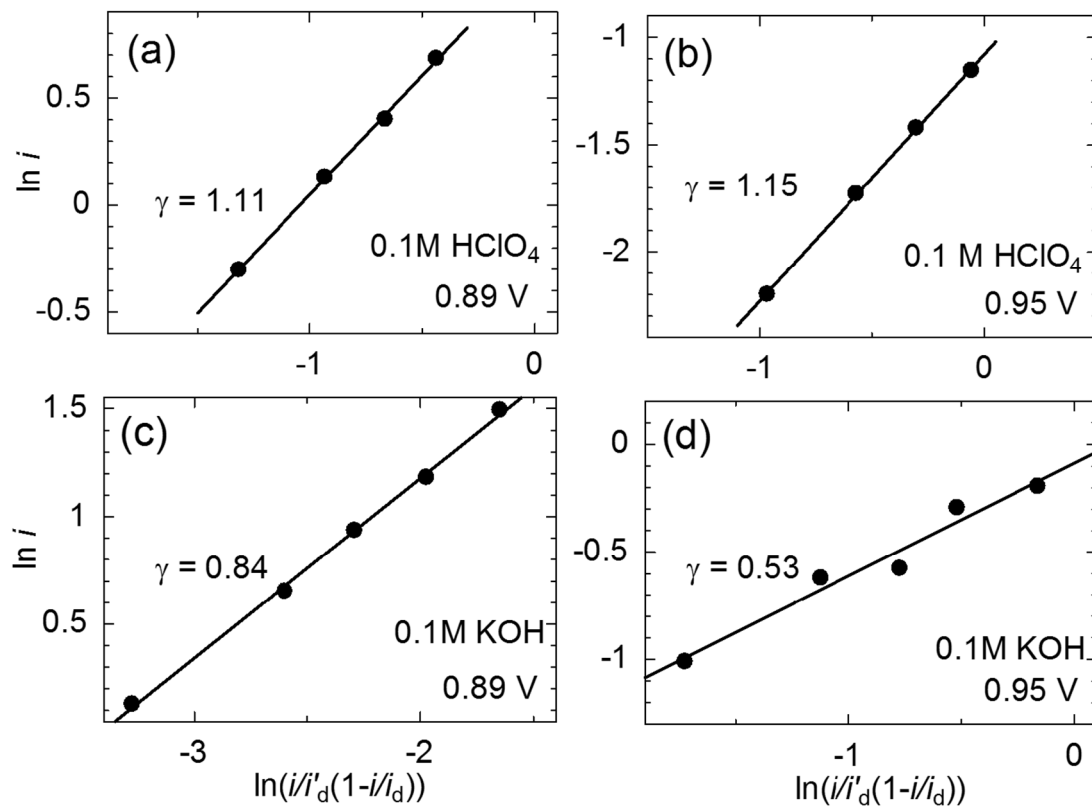 (a)
ln i
0.5
0
-0.5
γ = 1.11
0.1M HClO₄
0.89 V
-1
0
(b)
-1
-1.5
-2
γ = 1.15
0.1 M HClO₄
0.95 V
-1
0
(c)
ln i
1.5
1
0.5
γ = 0.84
0.1M KOH
0.89 V
-3
-2
ln(i/i'd(1-i/id))
(d)
0
-0.5
-1
γ = 0.53
0.1M KOH
0.95 V
-1
0
ln(i/i'd(1-i/id))